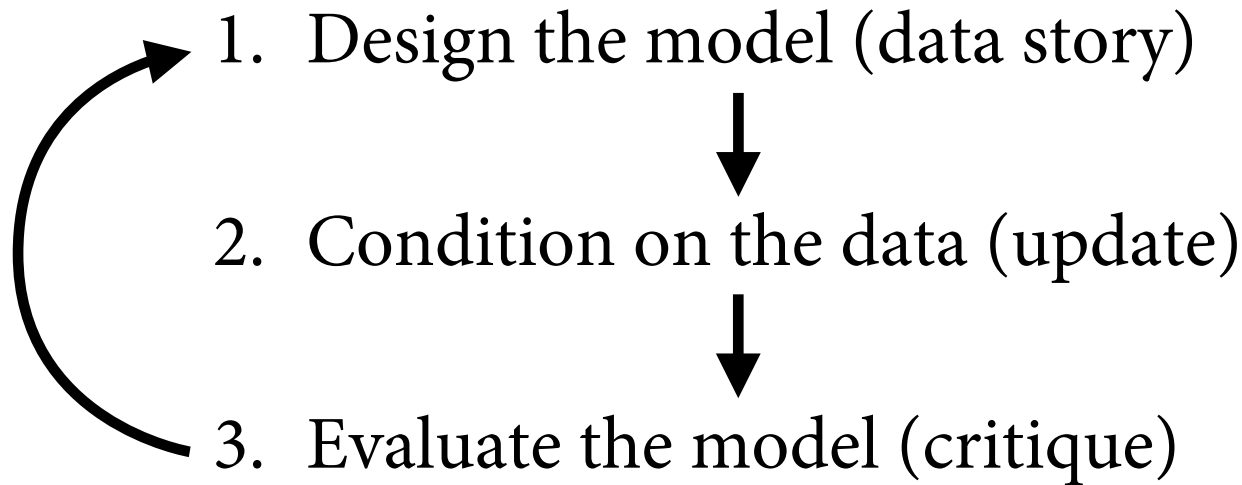 1. Design the model (data story)
2. Condition on the data (update)
3. Evaluate the model (critique)